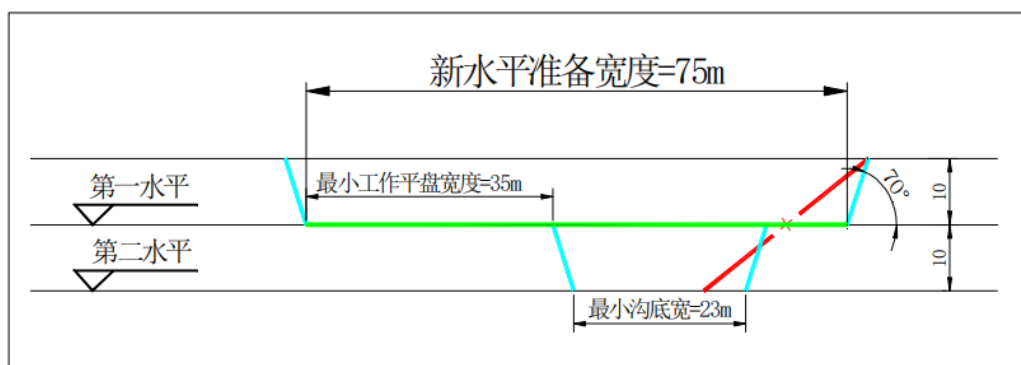 新水平准备宽度=75m
第一水平
最小工作平盘宽度=35m
70°
10
第二水平
10
最小沟底宽=23m